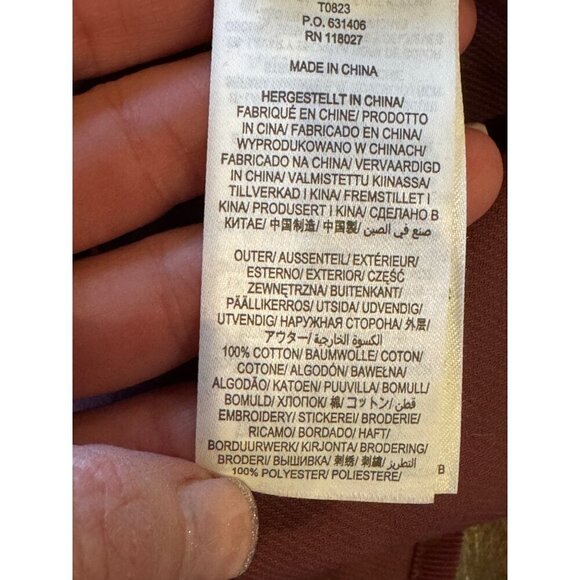 T0823
P.O. 631406
RN 118027
MADE IN CHINA
HERGESTELLT IN CHINA/
FABRIQUÉ EN CHINE/ PRODOTTO
IN CINA/ FABRICADO EN CHINA/
WYPRODUKOWANO W CHINACH/
FABRICADO NA CHINA/ VERVAARDIGD
IN CHINA/ VALMISTETTU KIINASSA/
TILLVERKAD I KINA/ FREMSTILLET I
KINA/ PRODUSERT I KINA/ СДЕЛАНО В
КИТАЕ/ 中国制造/ 中國製/ صنع في الصين/
OUTER/ AUSSENTEIL/ EXTÉRIEUR/
ESTERNO/ EXTERIOR/ CZĘŚĆ
ZEWNĘTRZNA/ BUITENKANT/
PÄÄLLIKERROS/ UTSIDA/ UDVENDIG/
UTVENDIG/ НАРУЖНАЯ СТОРОНА/ 外层/
アウター/ الكسوة الخارجية/
100% COTTON/ BAUMWOLLE/ COTON/
COTONE/ ALGODÓN/ BAWEŁNA/
ALGODÃO/ KATOEN/ PUUVILLA/ BOMULL/
BOMULD/ ХЛОПОК/ 棉/ コットン/ قطن/
EMBROIDERY/ STICKEREI/ BRODERIE/
RICAMO/ BORDADO/ HAFT/
BORDUURWERK/ KIRJONTA/ BRODERING/
BRODERI/ ВЫШИВКА/ 刺绣/ 刺繍/ التطريز/
100% POLYESTER/ POLIESTERE/
B